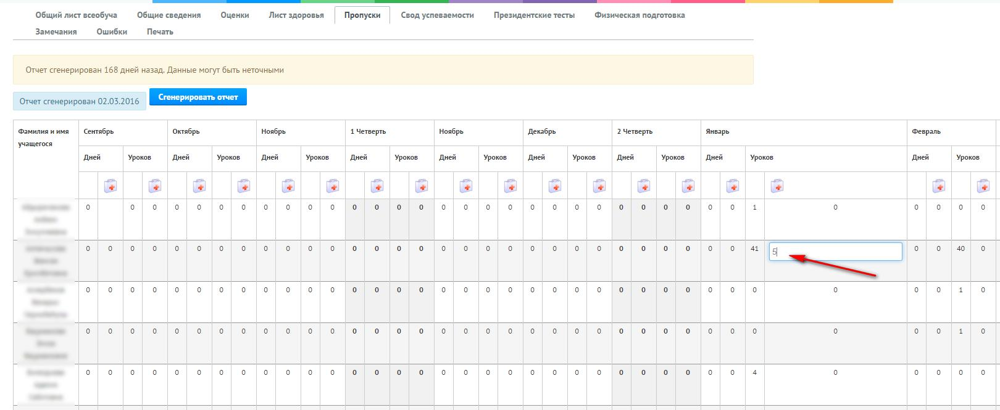 Общий лист всеобуча Общие сведения Оценки Лист здоровья Пропуски Свод успеваемости Президентские тесты Физическая подготовка
Замечания Ошибки Печать
Отчет сгенерирован 168 дней назад. Данные могут быть неточными
Отчет сгенерирован 02.03.2016 Сгенерировать отчет
Фамилия и имя учащегося Сентябрь Октябрь Ноябрь 1 Четверть Ноябрь Декабрь 2 Четверть Январь Февраль
Дней Уроков Дней Уроков Дней Уроков Дней Уроков Дней Уроков Дней Уроков Дней Уроков Дней Уроков Дней Уроков
0 0 0 0 0 0 0 0 0 0 0 0 0 0 0 0 0 0 0 0 0 0 0 0 0 0 0 0 0 1 0 0 0 0 0
0 0 0 0 0 0 0 0 0 0 0 0 0 0 0 0 0 0 0 0 0 0 0 0 0 0 0 0 0 0 41 5 0 0 40 0
0 0 0 0 0 0 0 0 0 0 0 0 0 0 0 0 0 0 0 0 0 0 0 0 0 0 0 0 0 0 0 0 0 0 1 0
0 0 0 0 0 0 0 0 0 0 0 0 0 0 0 0 0 0 0 0 0 0 0 0 0 0 0 0 0 0 0 0 0 0 1 0
0 0 0 0 0 0 0 0 0 0 0 0 0 0 0 0 0 0 0 0 0 0 0 0 0 0 0 0 0 0 4 0 0 0 0 0